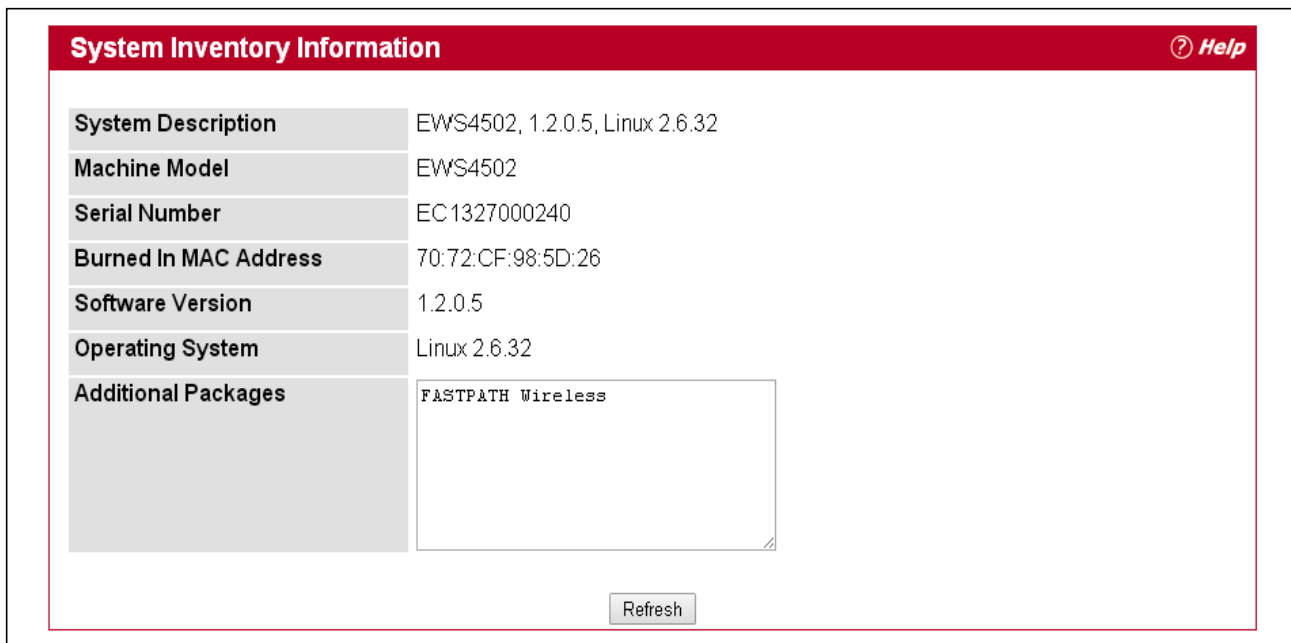 System Inventory Information
? Help
System Description EWS4502, 1.2.0.5, Linux 2.6.32
Machine Model EWS4502
Serial Number EC1327000240
Burned In MAC Address 70:72:CF:98:5D:26
Software Version 1.2.0.5
Operating System Linux 2.6.32
Additional Packages FASTPATH Wireless
Refresh